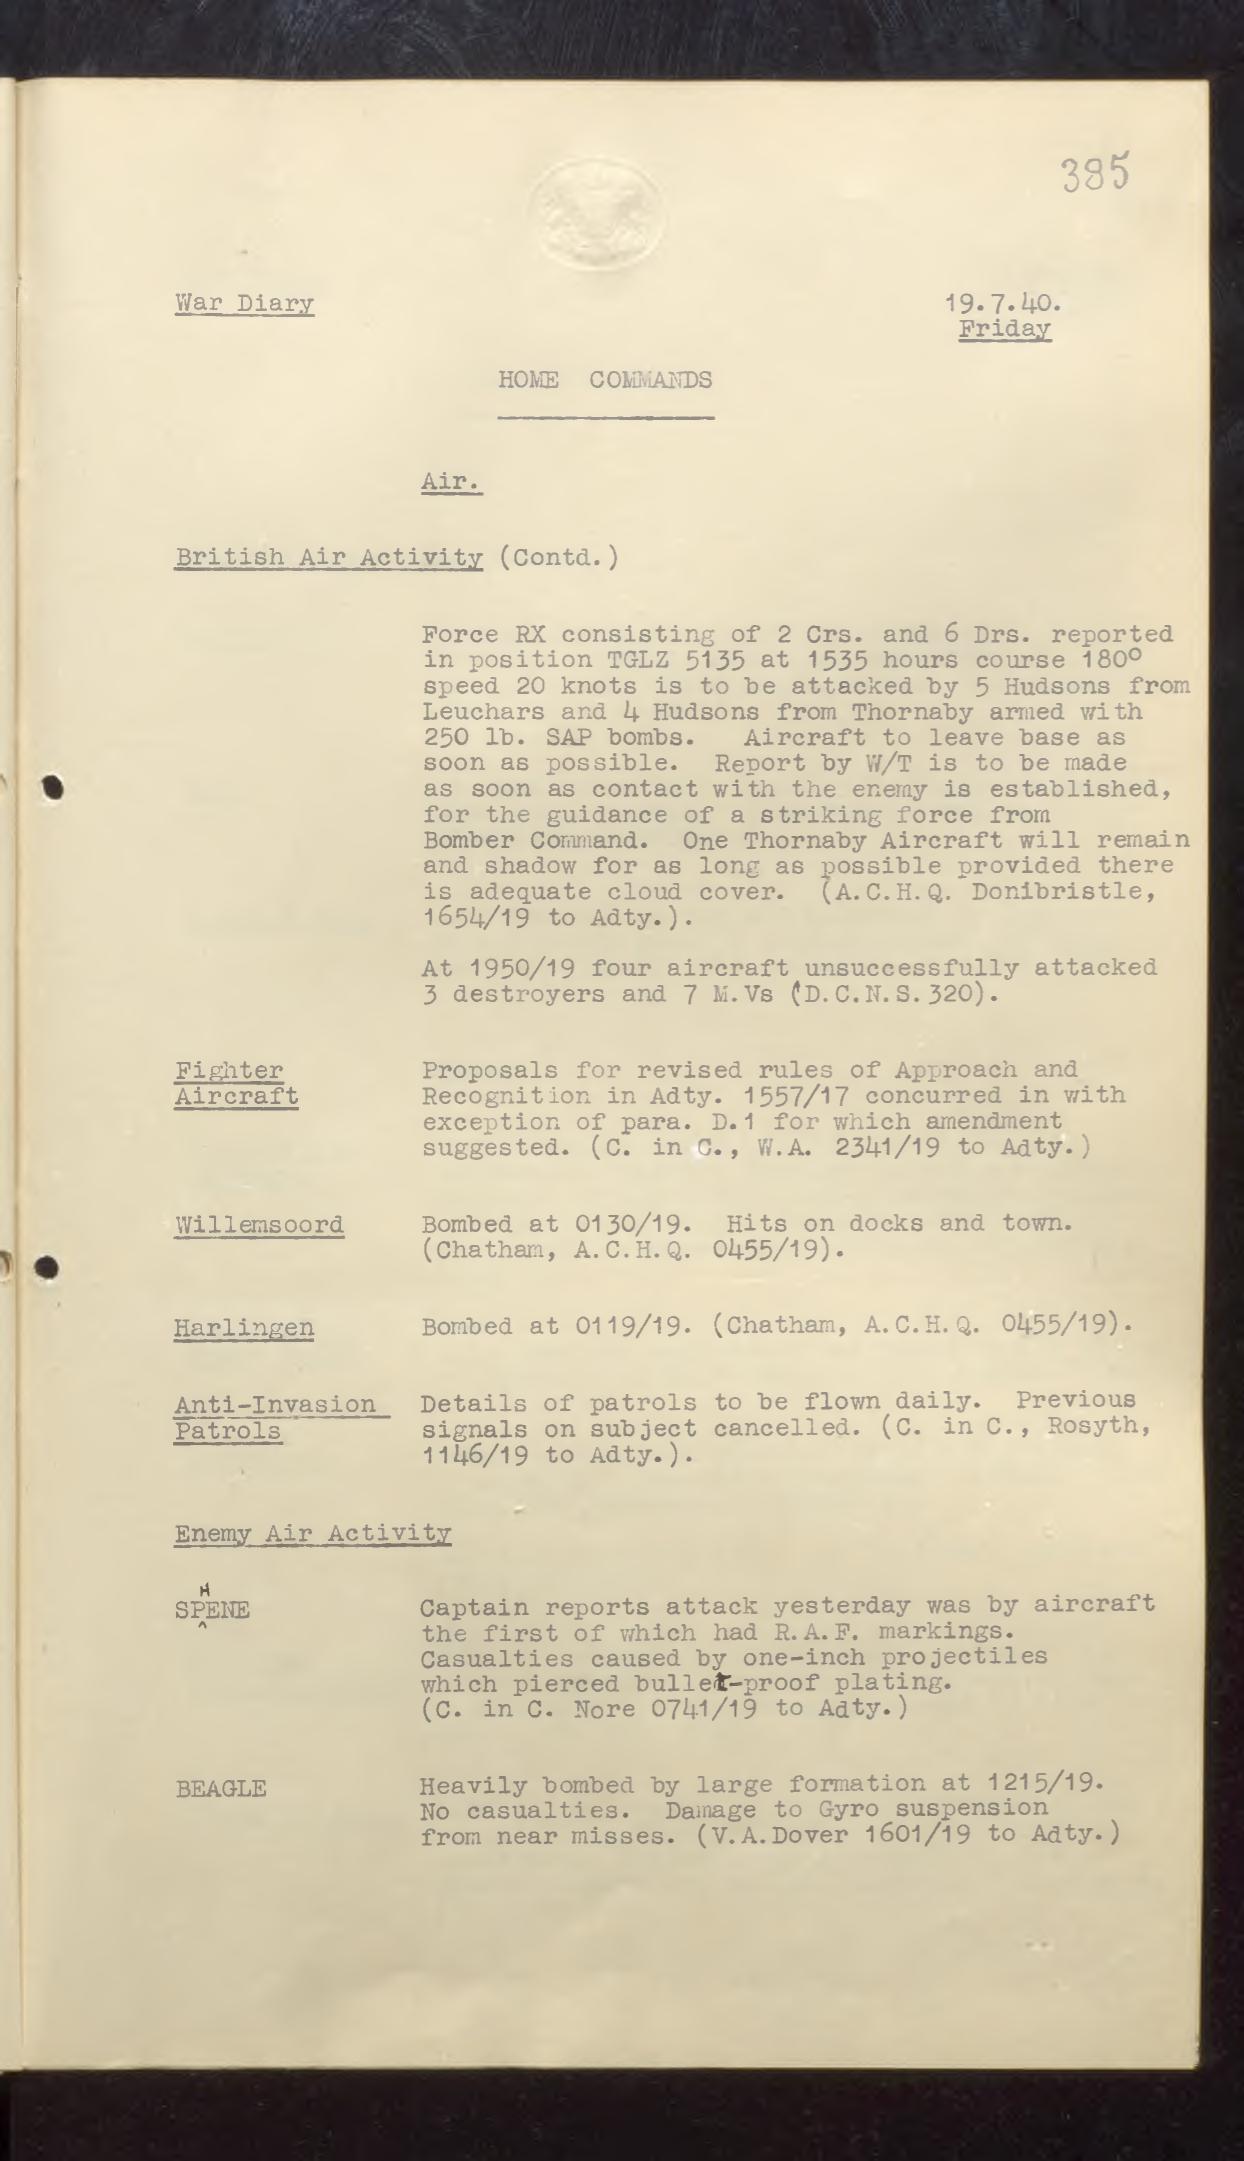 385
War Diary
19.7.40.
Friday
HOME COMMANDS
Air.
British Air Activity (Contd.)
Force RX consisting of 2 Crs. and 6 Drs. reported
in position TGLZ 5135 at 1535 hours course 180°
speed 20 knots is to be attacked by 5 Hudsons from
Leuchars and 4 Hudsons from Thornaby armed with
250 lb. SAP bombs. Aircraft to leave base as
soon as possible. Report by W/T is to be made
as soon as contact with the enemy is established,
for the guidance of a striking force from
Bomber Command. One Thornaby Aircraft will remain
and shadow for as long as possible provided there
is adequate cloud cover. (A.C.H.Q. Donibristle,
1654/19 to Adty.).
At 1950/19 four aircraft unsuccessfully attacked
3 destroyers and 7 M.Vs (D.C.N.S.320).
Fighter
Aircraft
Proposals for revised rules of Approach and
Recognition in Adty. 1557/17 concurred in with
exception of para. D.1 for which amendment
suggested. (C. in C., W.A. 2341/19 to Adty.)
Willemsoord
Bombed at 0130/19. Hits on docks and town.
(Chatham, A.C.H.Q. 0455/19).
Harlingen
Bombed at 0119/19. (Chatham, A.C.H.Q. 0455/19).
Anti-Invasion
Patrols
Details of patrols to be flown daily. Previous
signals on subject cancelled. (C. in C., Rosyth,
1146/19 to Adty.).
Enemy Air Activity
SPHENE
Captain reports attack yesterday was by aircraft
the first of which had R.A.F. markings.
Casualties caused by one-inch projectiles
which pierced bullet-proof plating.
(C. in C. Nore 0741/19 to Adty.)
BEAGLE
Heavily bombed by large formation at 1215/19.
No casualties. Damage to Gyro suspension
from near misses. (V.A.Dover 1601/19 to Adty.)